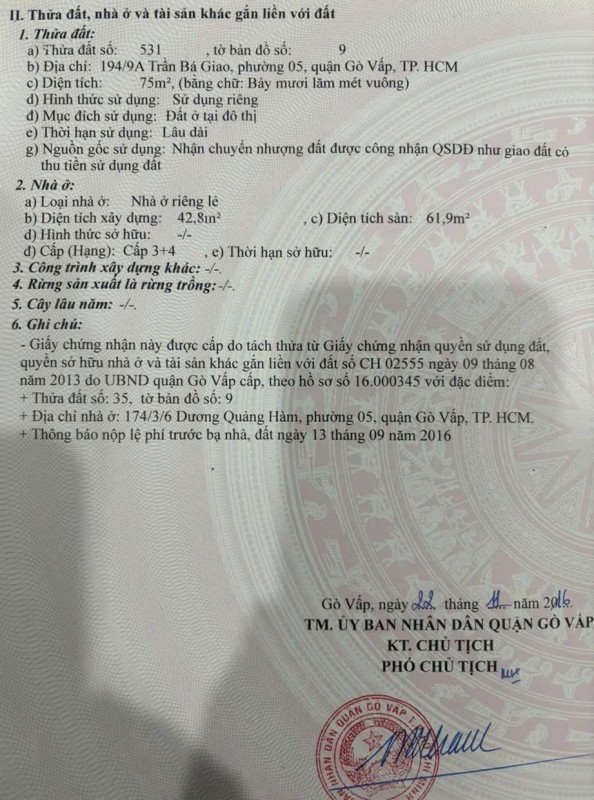 II. Thửa đất, nhà ở và tài sản khác gắn liền với đất
1. Thửa đất:
a) Thửa đất số: 531 , tờ bản đồ số: 9
b) Địa chỉ: 194/9A Trần Bá Giao, phường 05, quận Gò Vấp, TP. HCM
c) Diện tích: 75m², (bằng chữ: Bảy mươi lăm mét vuông)
d) Hình thức sử dụng: Sử dụng riêng
đ) Mục đích sử dụng: Đất ở tại đô thị
e) Thời hạn sử dụng: Lâu dài
g) Nguồn gốc sử dụng: Nhận chuyển nhượng đất được công nhận QSDĐ như giao đất có
thu tiền sử dụng đất
2. Nhà ở:
a) Loại nhà ở: Nhà ở riêng lẻ
b) Diện tích xây dựng: 42,8m² , c) Diện tích sàn: 61,9m²
d) Hình thức sở hữu: -/-
đ) Cấp (Hạng): Cấp 3+4 , e) Thời hạn sở hữu: -/-
3. Công trình xây dựng khác: -/-.
4. Rừng sản xuất là rừng trồng: -/-.
5. Cây lâu năm: -/-.
6. Ghi chú:
- Giấy chứng nhận này được cấp do tách thửa từ Giấy chứng nhận quyền sử dụng đất,
quyền sở hữu nhà ở và tài sản khác gắn liền với đất số CH 02555 ngày 09 tháng 08
năm 2013 do UBND quận Gò Vấp cấp, theo hồ sơ số 16.000345 với đặc điểm:
+ Thửa đất số: 35, tờ bản đồ số: 9
+ Địa chỉ nhà ở: 174/3/6 Dương Quảng Hàm, phường 05, quận Gò Vấp, TP. HCM.
+ Thông báo nộp lệ phí trước bạ nhà, đất ngày 13 tháng 09 năm 2016
Gò Vấp, ngày 22 tháng 11 năm 2016.
TM. ỦY BAN NHÂN DÂN QUẬN GÒ VẤP
KT. CHỦ TỊCH
PHÓ CHỦ TỊCH
NHÂN DÂN QUẬN GÒ VẤP T